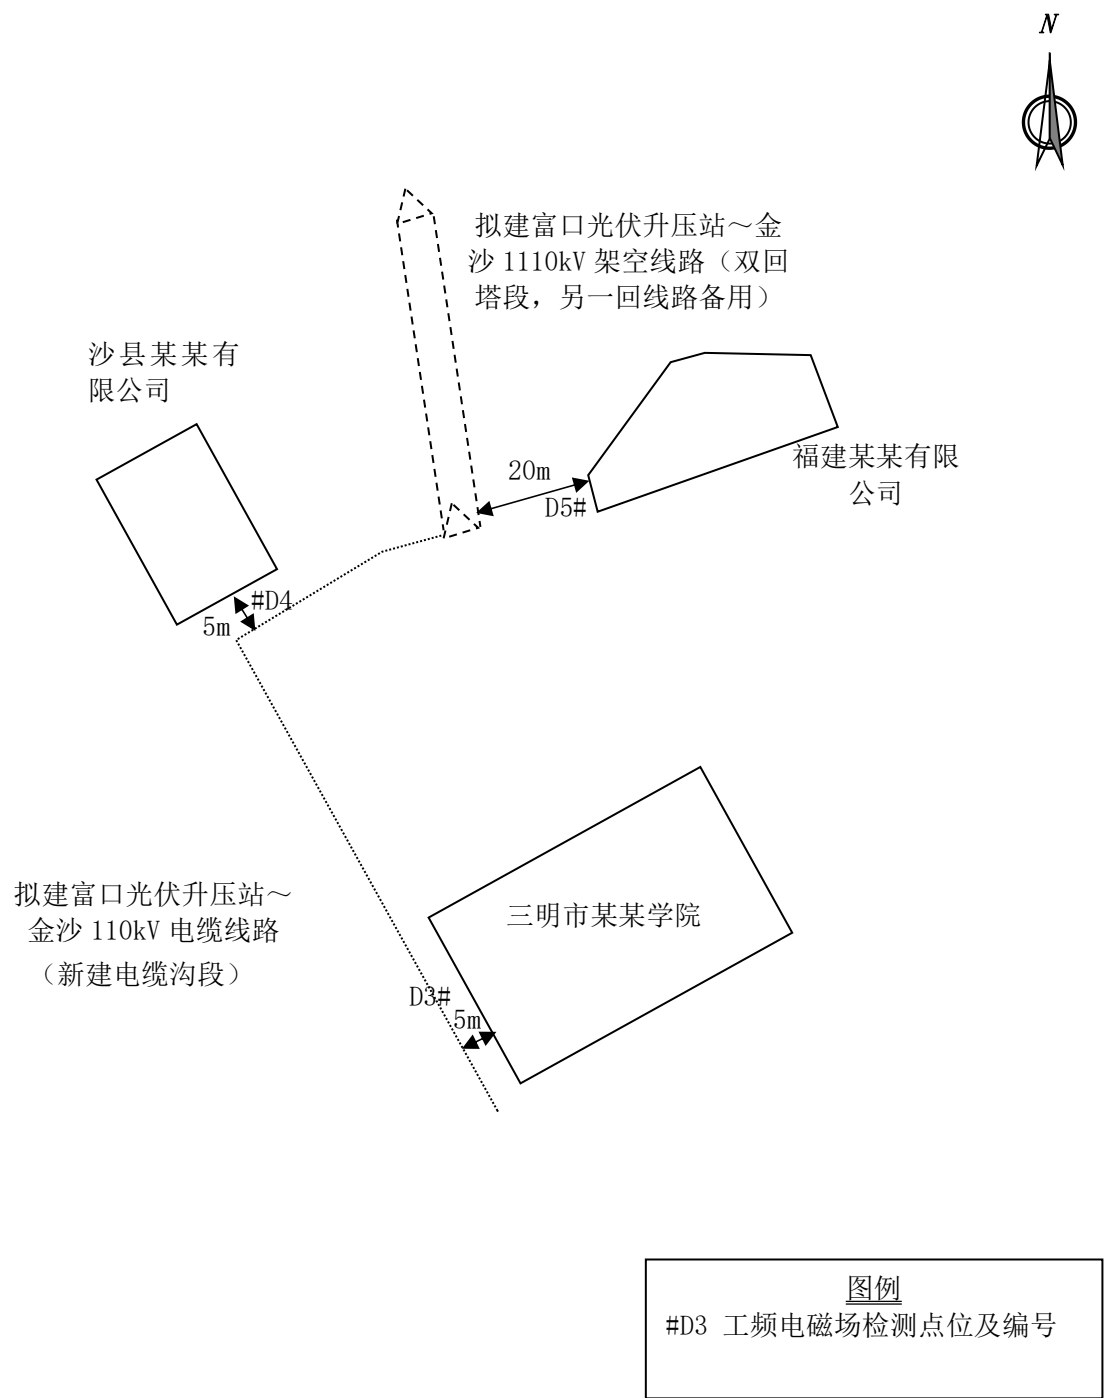 N
拟建富口光伏升压站～金
沙 1110kV 架空线路（双回
塔段，另一回线路备用）
沙县某某有
限公司
福建某某有限
公司
20m
D5#
#D4
5m
三明市某某学院
拟建富口光伏升压站～
金沙 110kV 电缆线路
（新建电缆沟段）
D3#
5m
图例
#D3 工频电磁场检测点位及编号